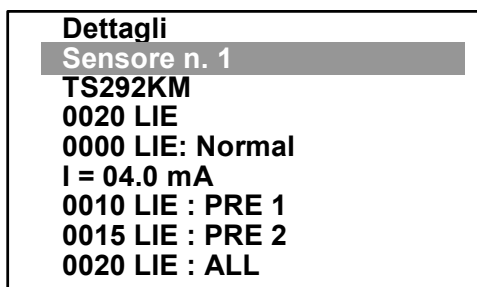 Dettagli
Sensore n. 1
TS292KM
0020 LIE
0000 LIE: Normal
I = 04.0 mA
0010 LIE : PRE 1
0015 LIE : PRE 2
0020 LIE : ALL